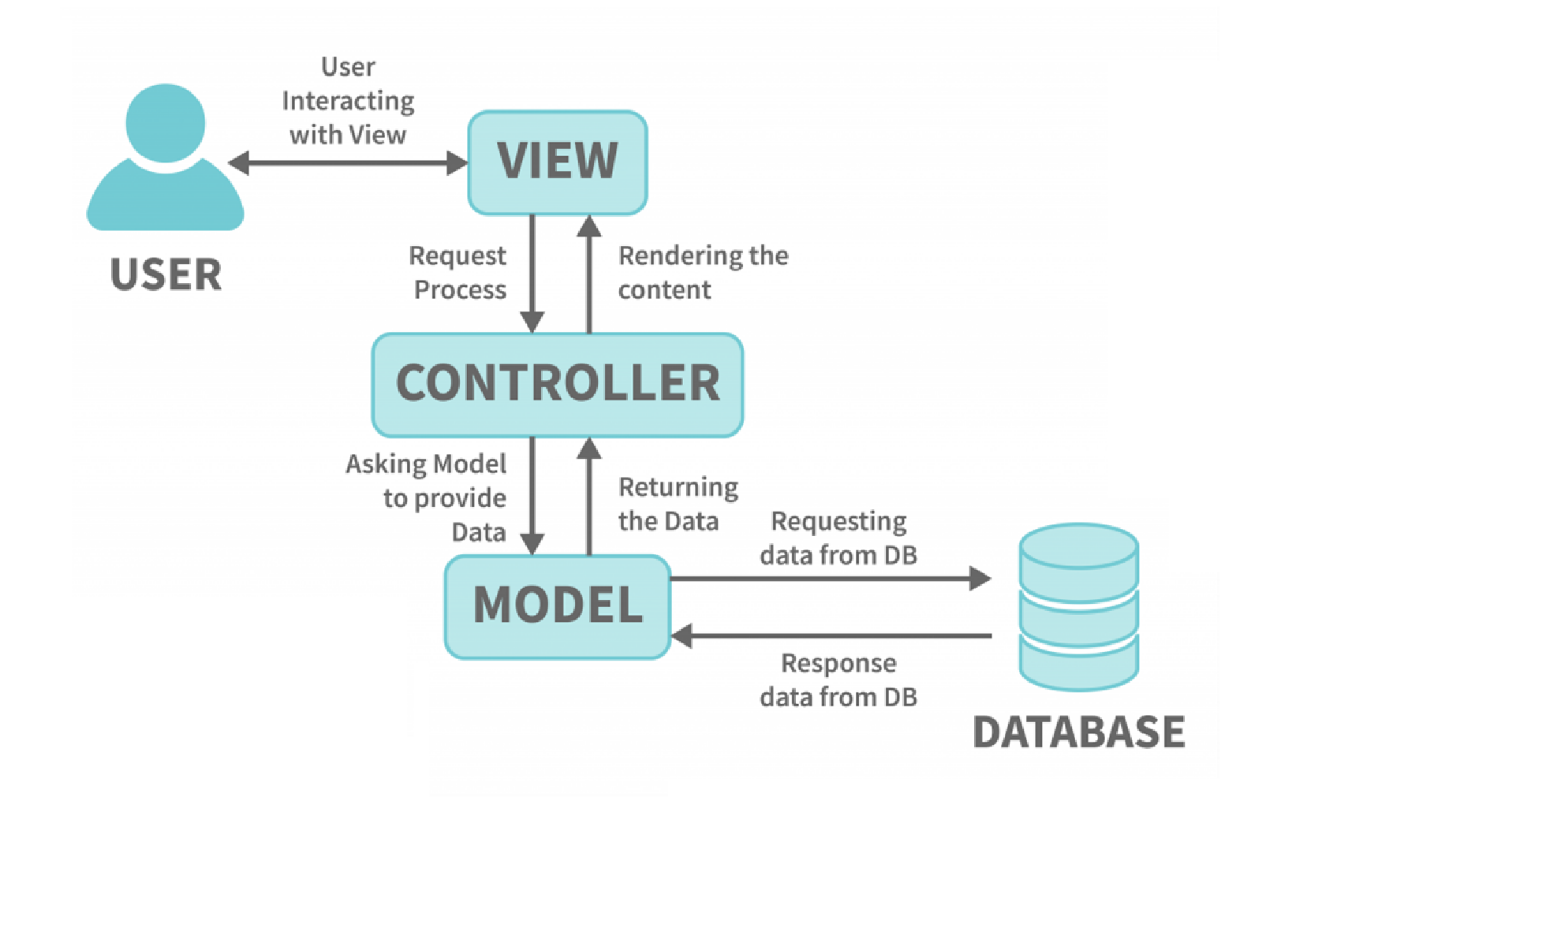 User
Interacting
with View
VIEW
USER
Request
Process
Rendering the
content
CONTROLLER
Asking Model
to provide
Data
Returning
the Data
Requesting
data from DB
MODEL
Response
data from DB
DATABASE